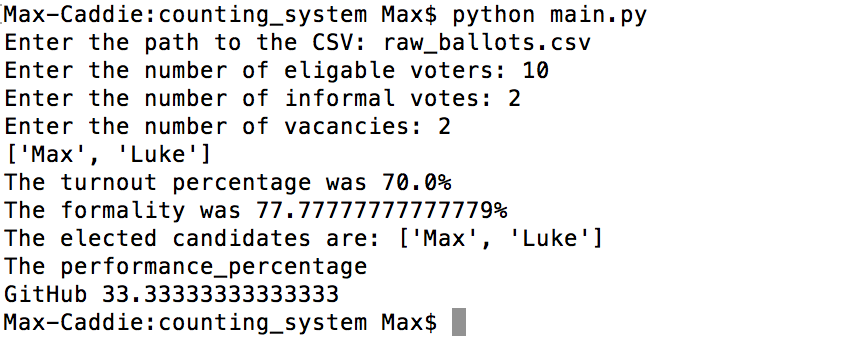 Max-Caddie:counting_system Max$ python main.py
Enter the path to the CSV: raw_ballots.csv
Enter the number of eligable voters: 10
Enter the number of informal votes: 2
Enter the number of vacancies: 2
['Max', 'Luke']
The turnout percentage was 70.0%
The formality was 77.77777777777779%
The elected candidates are: ['Max', 'Luke']
The performance_percentage
GitHub 33.33333333333333
Max-Caddie:counting_system Max$